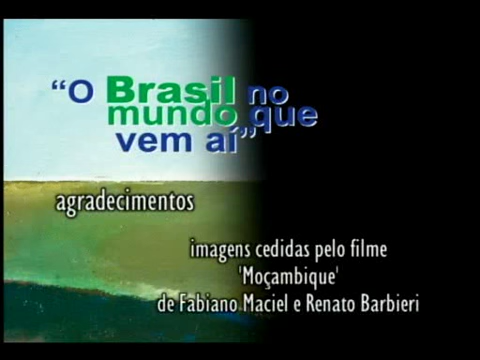 “O Brasil no
mundo que
vem aí”
agradecimentos
imagens cedidas pelo filme
'Moçambique'
de Fabiano Maciel e Renato Barbieri